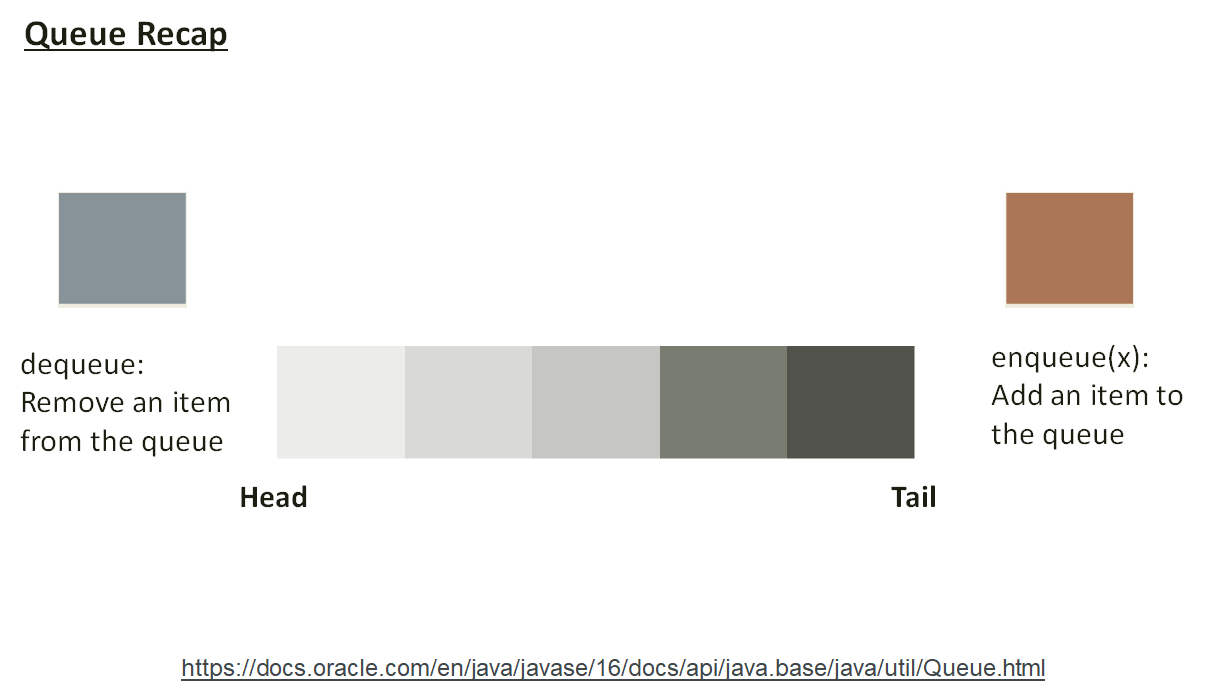 Queue Recap
dequeue:
Remove an item
from the queue
enqueue(x):
Add an item to
the queue
Head
Tail
https://docs.oracle.com/en/java/javase/16/docs/api/java.base/java/util/Queue.html